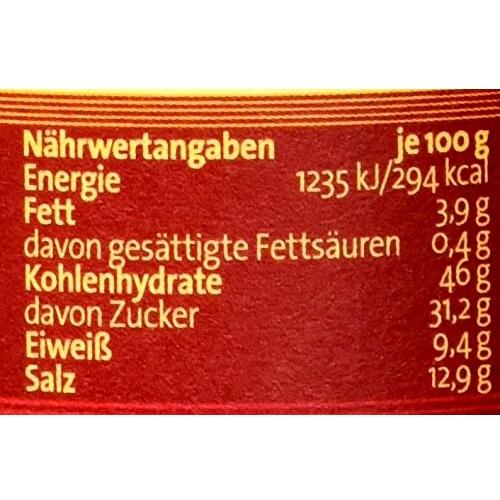 Nährwertangaben je 100 g
Energie 1235 kJ/294 kcal
Fett 3,9 g
davon gesättigte Fettsäuren 0,4 g
Kohlenhydrate 46 g
davon Zucker 31,2 g
Eiweiß 9,4 g
Salz 12,9 g